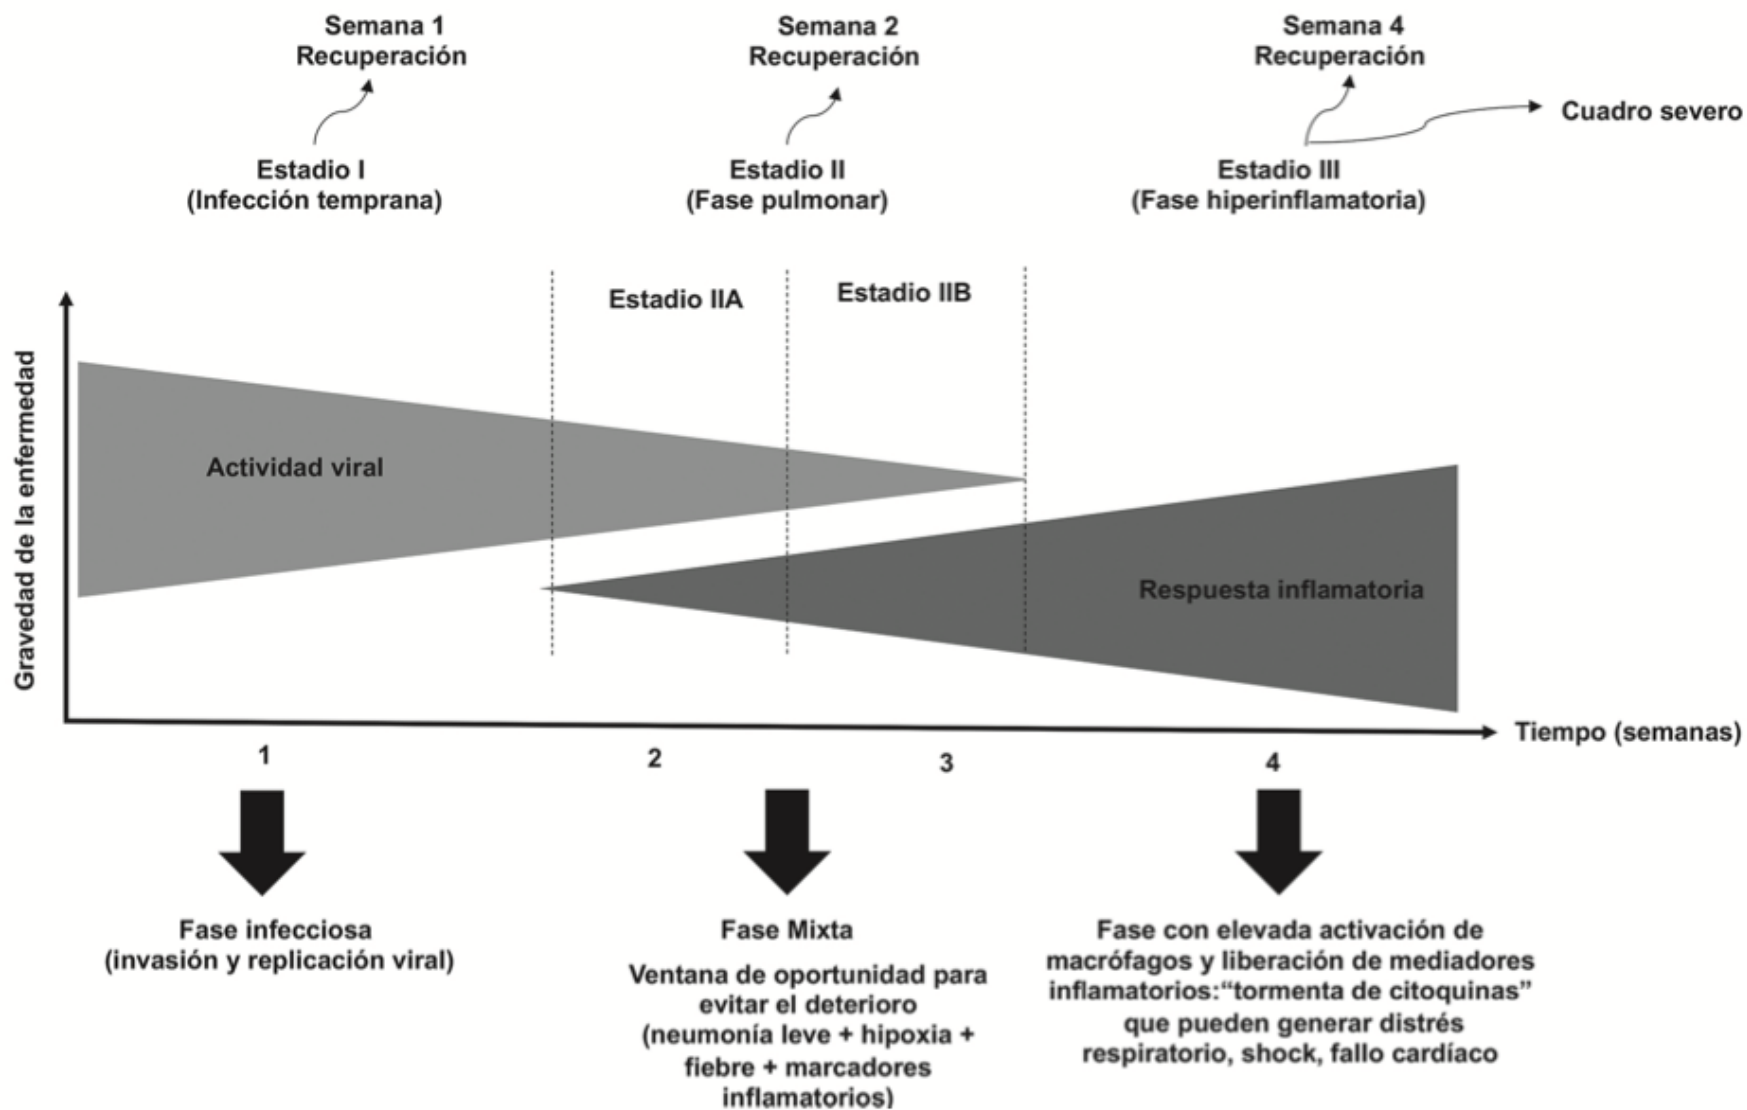 Semana 1
Recuperación
Semana 2
Recuperación
Semana 4
Recuperación
Cuadro severo
Estadio I
(Infección temprana)
Estadio II
(Fase pulmonar)
Estadio III
(Fase hiperinflamatoria)
Estadio IIA
Estadio IIB
Gravedad de la enfermedad
Actividad viral
Respuesta inflamatoria
Tiempo (semanas)
1
2
3
4
Fase infecciosa
(invasión y replicación viral)
Fase Mixta
Ventana de oportunidad para
evitar el deterioro
(neumonía leve + hipoxia +
fiebre + marcadores
inflamatorios)
Fase con elevada activación de
macrófagos y liberación de mediadores
inflamatorios:“tormenta de citoquinas”
que pueden generar distrés
respiratorio, shock, fallo cardíaco